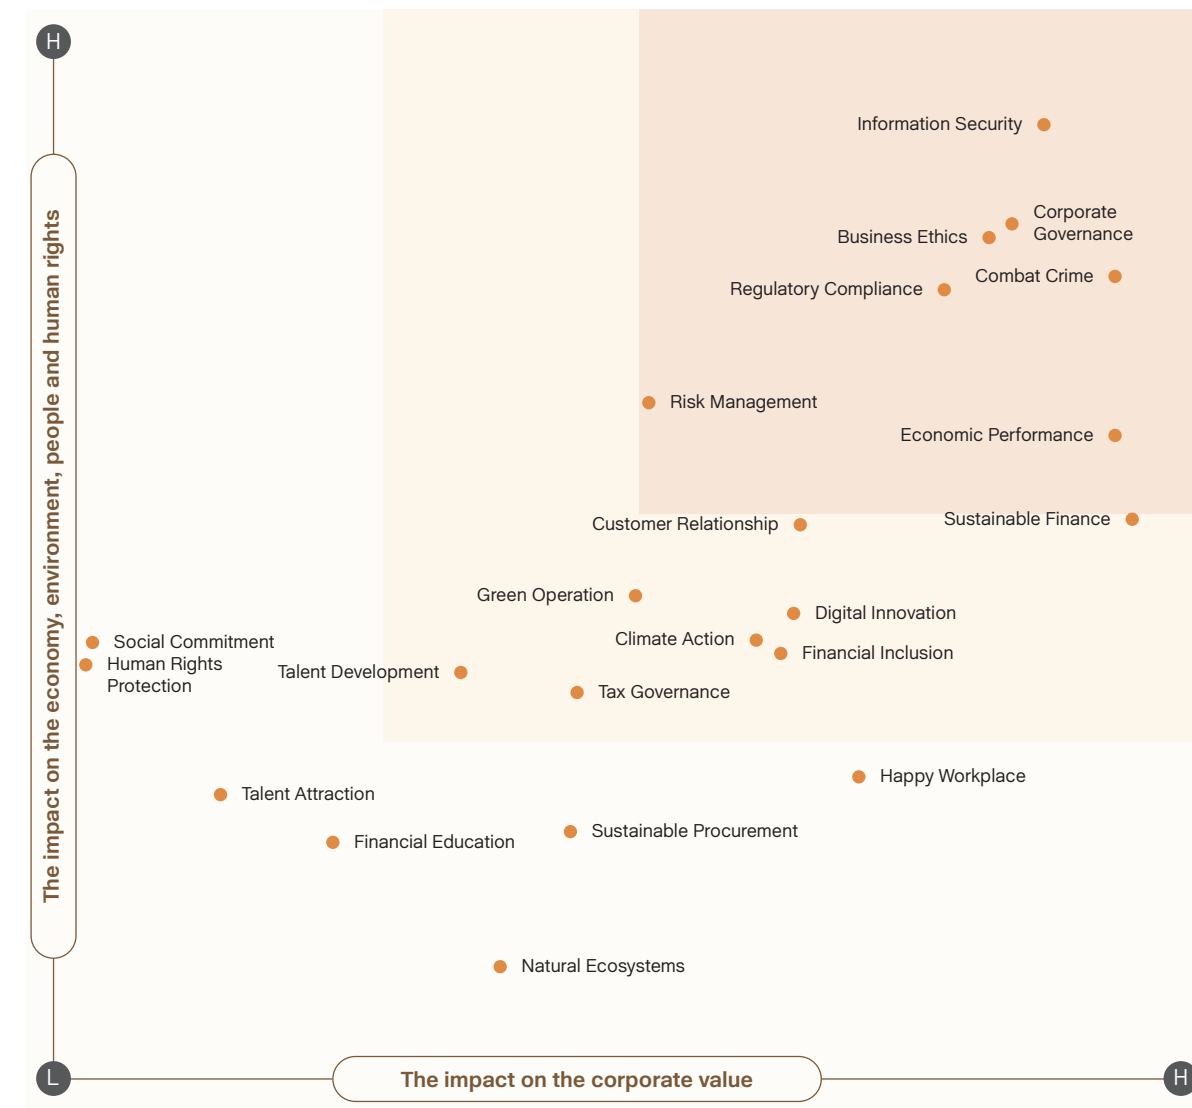 H
The impact on the economy, environment, people and human rights
Information Security
Corporate
Governance
Business Ethics
Combat Crime
Regulatory Compliance
Risk Management
Economic Performance
Sustainable Finance
Customer Relationship
Green Operation
Digital Innovation
Climate Action
Financial Inclusion
Social Commitment
Human Rights
Protection
Talent Development
Tax Governance
Happy Workplace
Talent Attraction
Sustainable Procurement
Financial Education
Natural Ecosystems
L
The impact on the corporate value
H